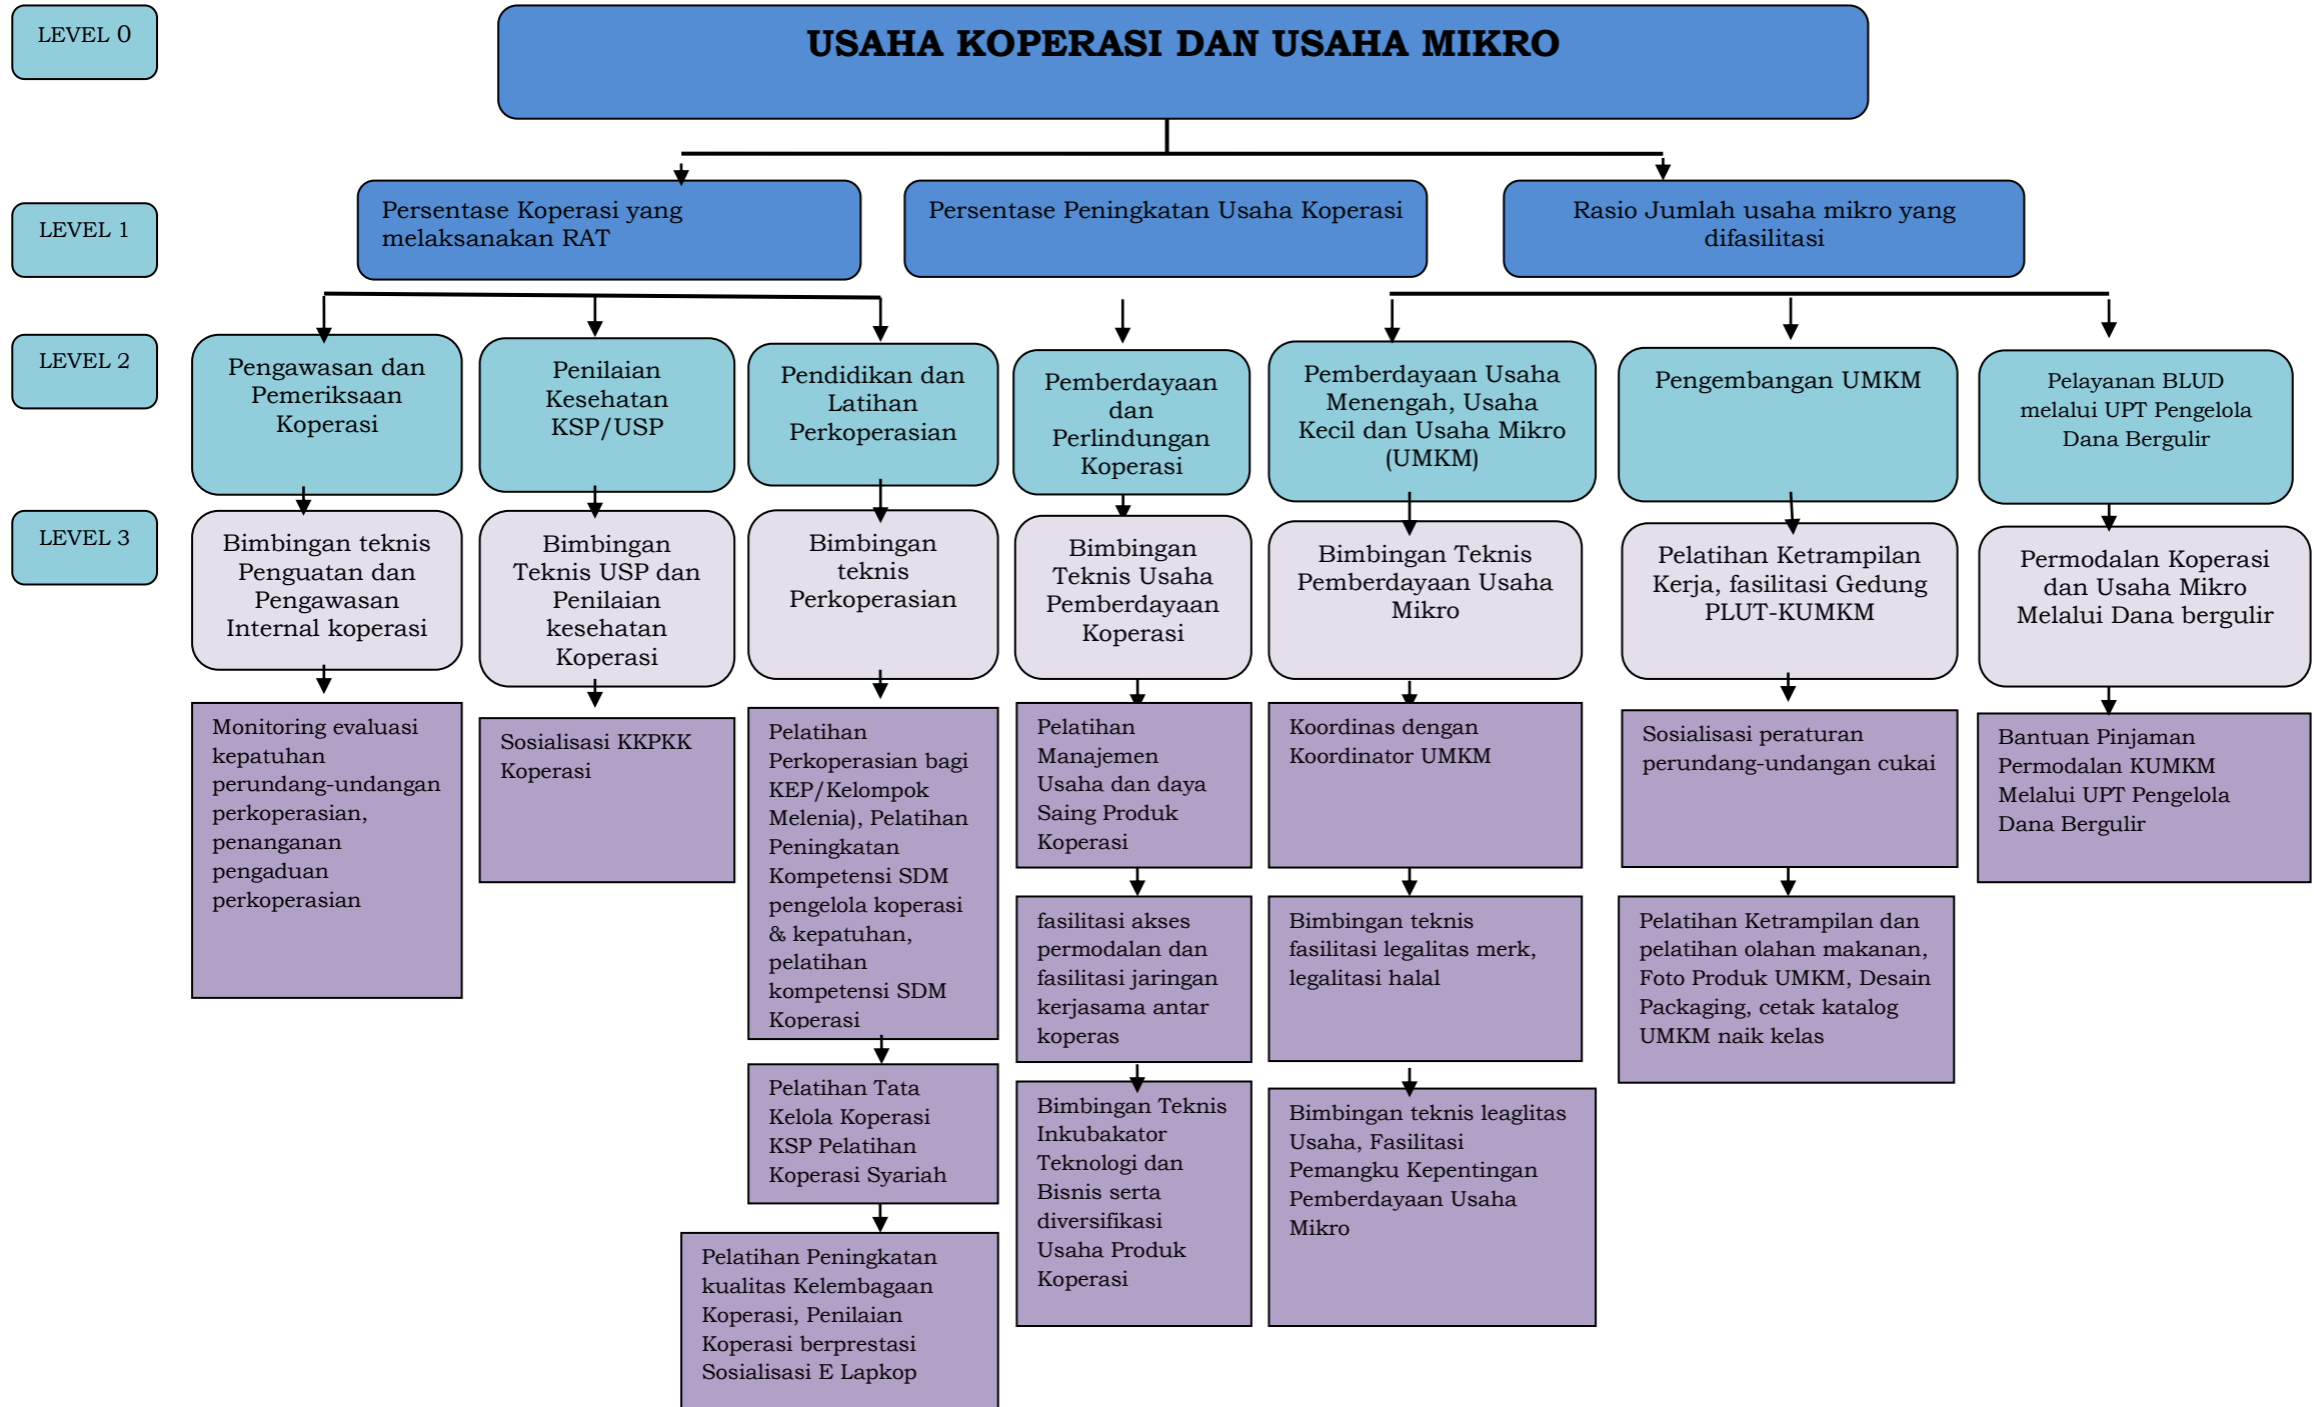 LEVEL 0
USAHA KOPERASI DAN USAHA MIKRO
LEVEL 1
Persentase Koperasi yang
melaksanakan RAT
Persentase Peningkatan Usaha Koperasi
Rasio Jumlah usaha mikro yang
difasilitasi
LEVEL 2
Pengawasan dan
Pemeriksaan
Koperasi
Penilaian
Kesehatan
KSP/USP
Pendidikan dan
Latihan
Perkoperasian
Pemberdayaan
dan
Perlindungan
Koperasi
Pemberdayaan Usaha
Menengah, Usaha
Kecil dan Usaha Mikro
(UMKM)
Pengembangan UMKM
Pelayanan BLUD
melalui UPT Pengelola
Dana Bergulir
LEVEL 3
Bimbingan teknis
Penguatan dan
Pengawasan
Internal koperasi
Bimbingan
Teknis USP dan
Penilaian
kesehatan
Koperasi
Bimbingan
teknis
Perkoperasian
Bimbingan
Teknis Usaha
Pemberdayaan
Koperasi
Bimbingan Teknis
Pemberdayaan Usaha
Mikro
Pelatihan Ketrampilan
Kerja, fasilitasi Gedung
PLUT-KUMKM
Permodalan Koperasi
dan Usaha Mikro
Melalui Dana bergulir
Monitoring evaluasi
kepatuhan
perundang-undangan
perkoperasian,
penanganan
pengaduan
perkoperasian
Sosialisasi KKPKK
Koperasi
Pelatihan
Perkoperasian bagi
KEP/Kelompok
Melenia), Pelatihan
Peningkatan
Kompetensi SDM
pengelola koperasi
& kepatuhan,
pelatihan
kompetensi SDM
Koperasi
Pelatihan
Manajemen
Usaha dan daya
Saing Produk
Koperasi
Koordinas dengan
Koordinator UMKM
Sosialisasi peraturan
perundang-undangan cukai
Bantuan Pinjaman
Permodalan KUMKM
Melalui UPT Pengelola
Dana Bergulir
fasilitasi akses
permodalan dan
fasilitasi jaringan
kerjasama antar
koperas
Bimbingan teknis
fasilitasi legalitas merk,
legalitasi halal
Pelatihan Ketrampilan dan
pelatihan olahan makanan,
Foto Produk UMKM, Desain
Packaging, cetak katalog
UMKM naik kelas
Pelatihan Tata
Kelola Koperasi
KSP Pelatihan
Koperasi Syariah
Bimbingan Teknis
Inkubakator
Teknologi dan
Bisnis serta
diversifikasi
Usaha Produk
Koperasi
Bimbingan teknis leaglitas
Usaha, Fasilitasi
Pemangku Kepentingan
Pemberdayaan Usaha
Mikro
Pelatihan Peningkatan
kualitas Kelembagaan
Koperasi, Penilaian
Koperasi berprestasi
Sosialisasi E Lapkop